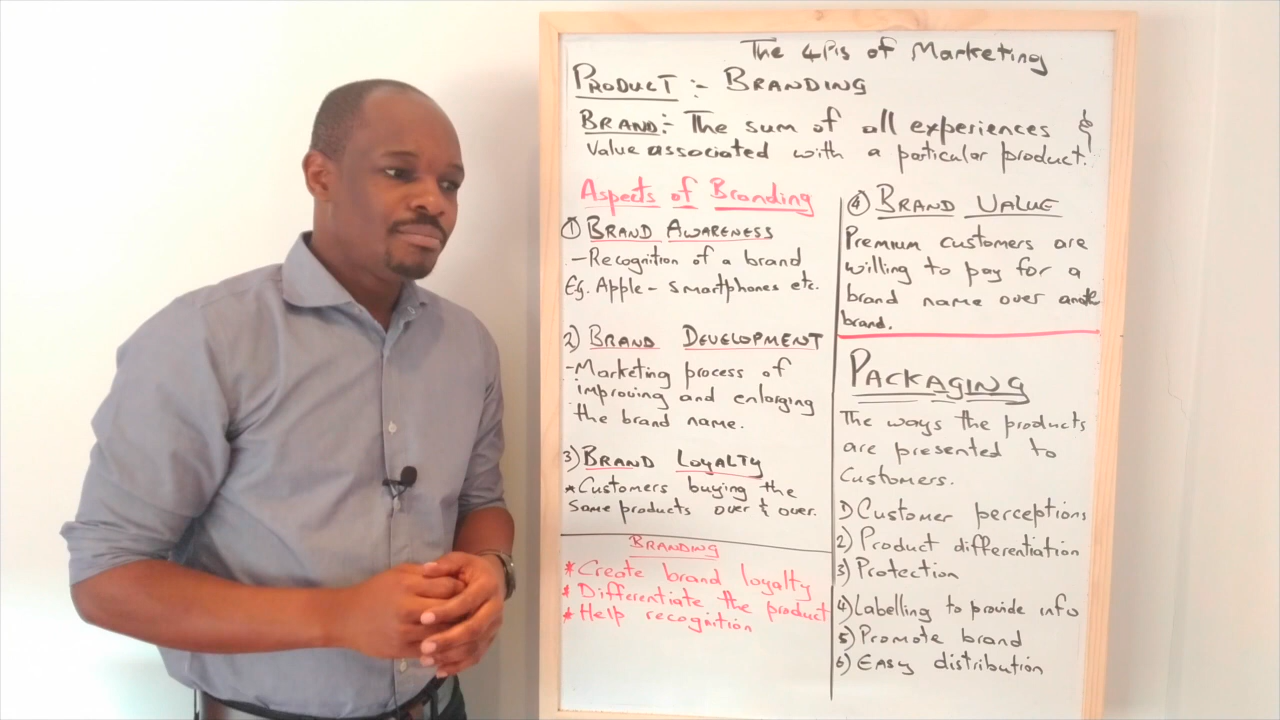 The 4P's of Marketing
PRODUCT :- BRANDING
BRAND:- The sum of all experiences &
value associated with a particular product.
Aspects of Branding
① BRAND AWARENESS
- Recognition of a brand
Eg. Apple - Smartphones etc.
2) BRAND DEVELOPMENT
- Marketing process of
improving and enlarging
the brand name.
3) BRAND LOYALTY
* Customers buying the
same products over & over.
BRANDING
* Create brand loyalty
* Differentiate the product
* Help recognition
④ BRAND VALUE
Premium customers are
willing to pay for a
brand name over
brand.
PACKAGING
The ways the products
are presented to
Customers.
1) Customer perceptions
2) Product differentiation
3) Protection
4) Labelling to provide info
5) Promote brand
6) Easy distribution